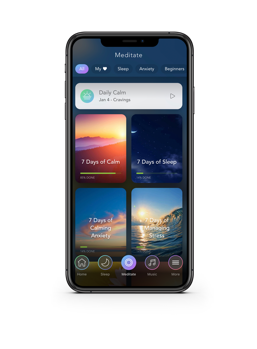 Meditate
All
My
Sleep
Anxiety
Beginners
Daily Calm
Jan 4 - Cravings
7 Days of Calm
7 Days of Sleep
7 Days of
Calming
Anxiety
7 Days of
Managing
Stress
Home
Sleep
Meditate
Music
More